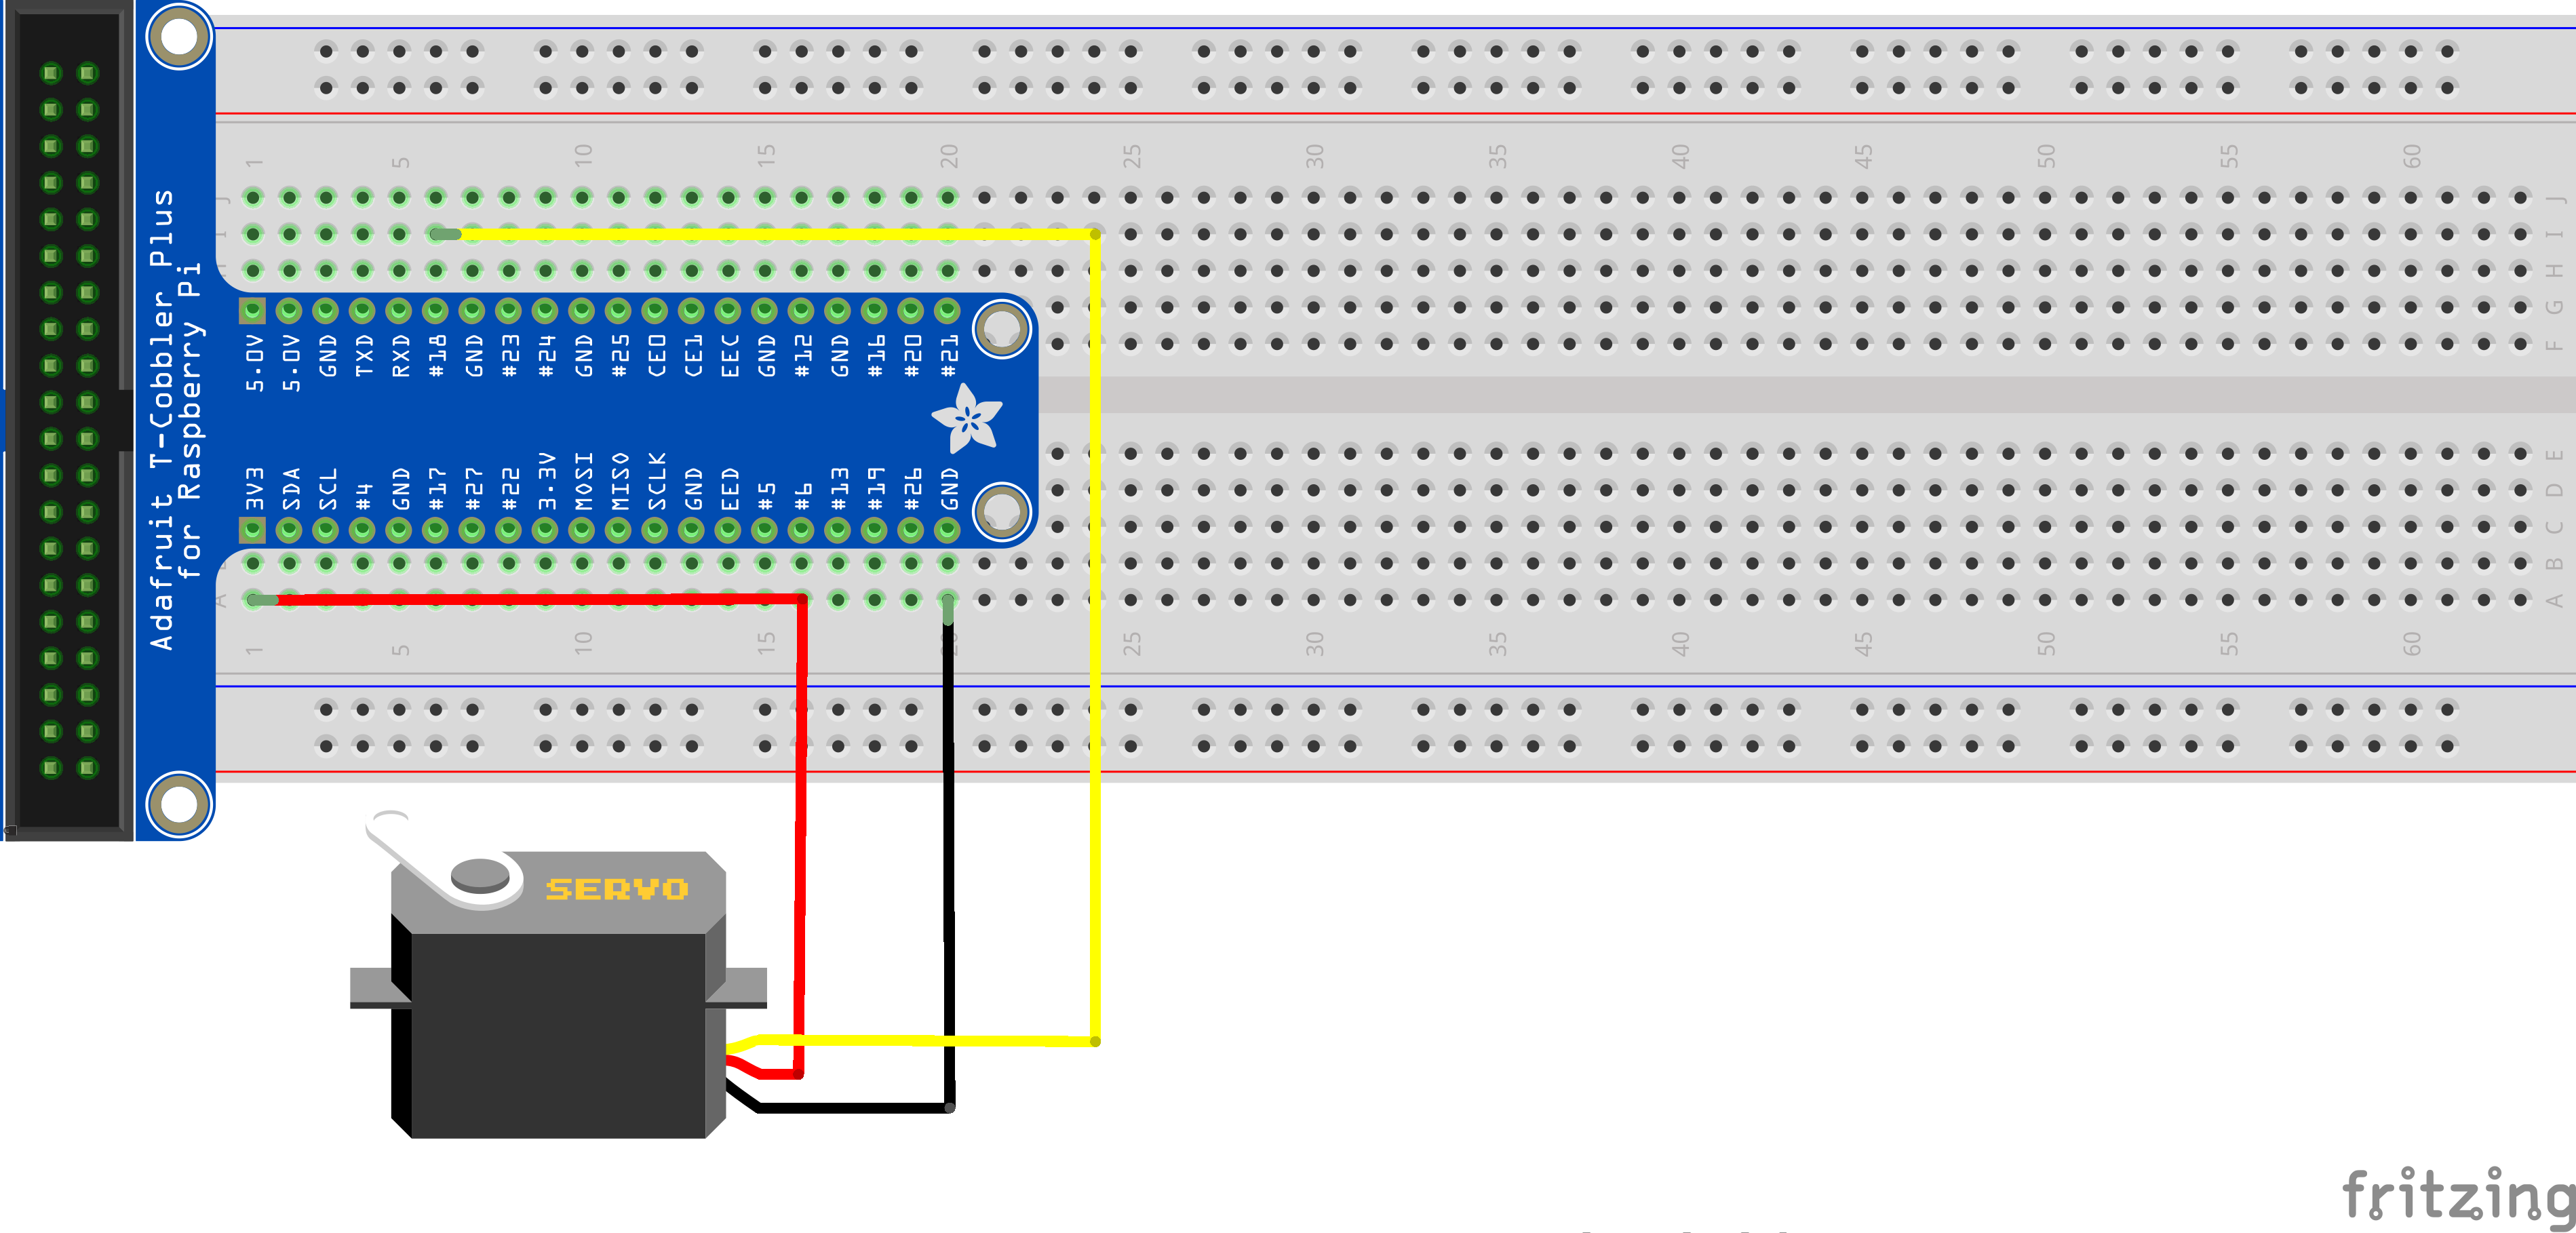 1 5 10 15 20 25 30 35 40 45 50 55 60
J J
I I
H
G
F
Adafruit T-Cobbler Plus
for Raspberry Pi
5.0V 5.0V GND TXD RXD #18 GND #23 #24 GND #25 CE0 CE1 EEC GND #12 GND #16 #20 #21
3V3 SDA SCL #4 GND #17 #27 #22 3.3V MOSI MISO SCLK GND EED #5 #6 #13 #19 #26 GND
E
D
C
B
A A
1 5 10 15 20 25 30 35 40 45 50 55 60
SERVO
fritzing